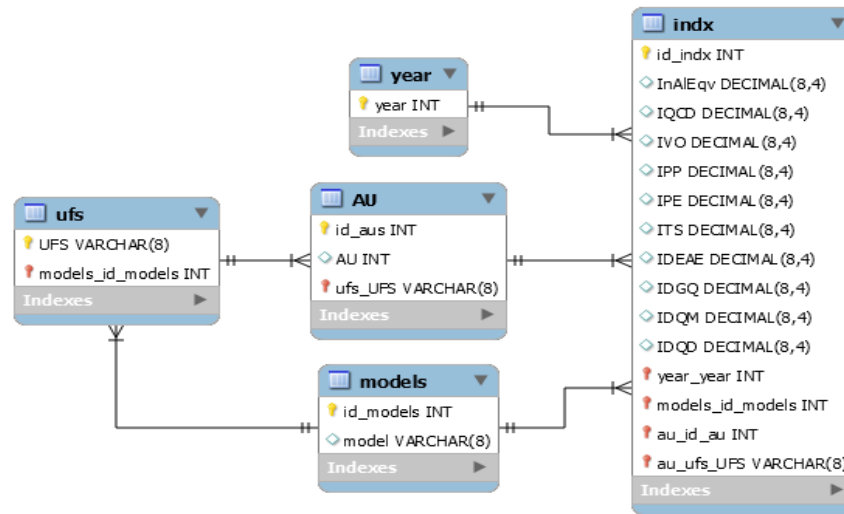 year
year INT
Indexes
ufs
UFS VARCHAR(8)
models_id_models INT
Indexes
AU
id_aus INT
AU INT
ufs_UFS VARCHAR(8)
Indexes
models
id_models INT
model VARCHAR(8)
Indexes
indx
id_indx INT
InAlEqv DECIMAL(8,4)
IQCD DECIMAL(8,4)
IVO DECIMAL(8,4)
IPP DECIMAL(8,4)
IPE DECIMAL(8,4)
ITS DECIMAL(8,4)
IDEAE DECIMAL(8,4)
IDGQ DECIMAL(8,4)
IDQM DECIMAL(8,4)
IDQD DECIMAL(8,4)
year_year INT
models_id_models INT
au_id_au INT
au_ufs_UFS VARCHAR(8)
Indexes